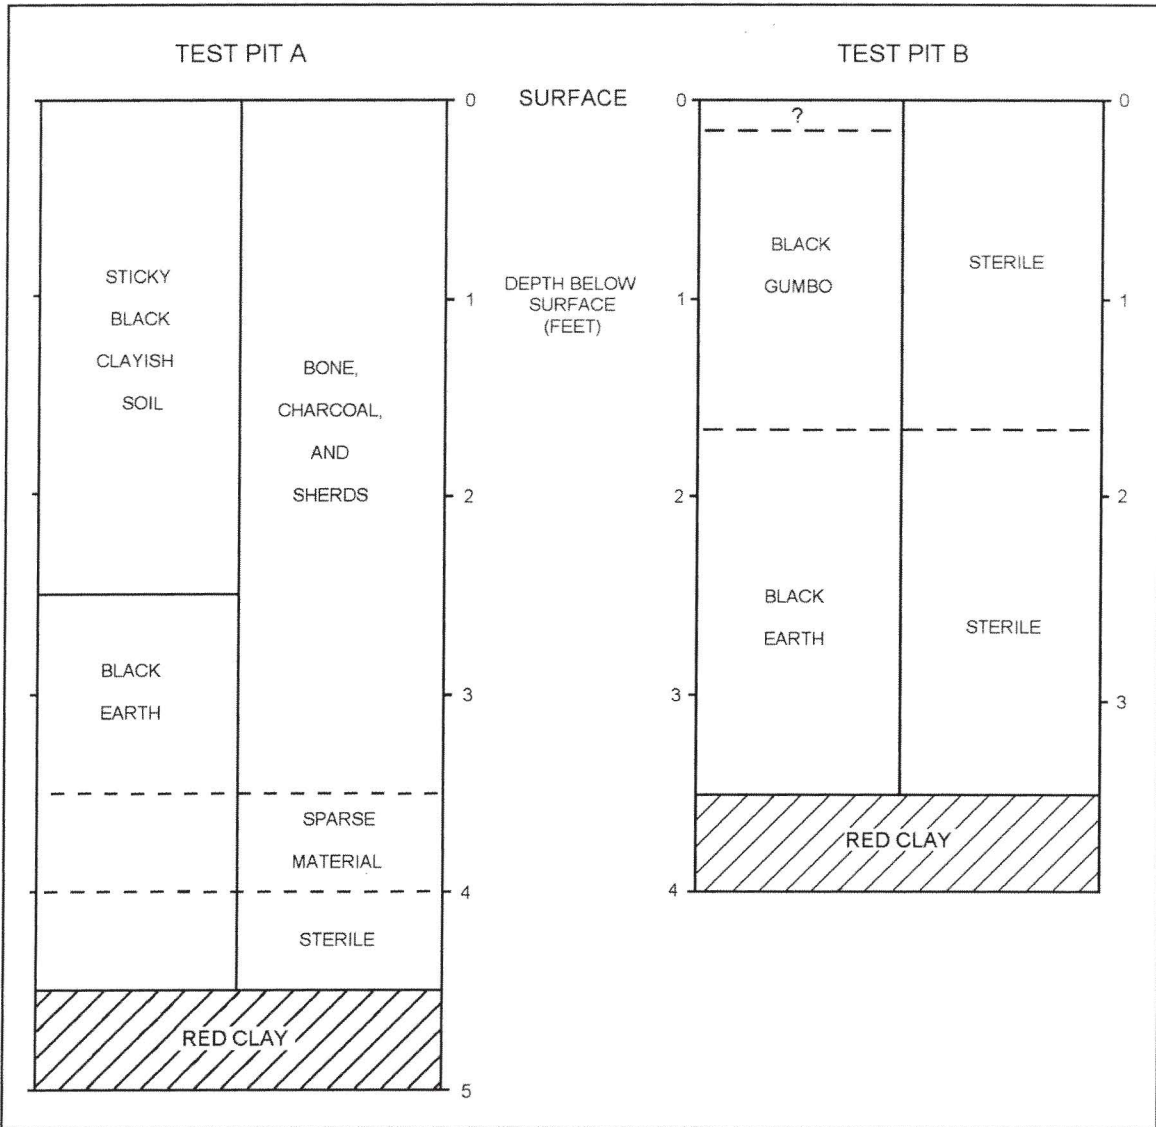 TEST PIT A
TEST PIT B
0
SURFACE
0
0
?
STICKY
BLACK
CLAYISH
SOIL
BONE,
CHARCOAL,
AND
SHERDS
1
DEPTH BELOW
SURFACE
(FEET)
1
BLACK
GUMBO
STERILE
1
2
2
2
BLACK
EARTH
3
BLACK
EARTH
STERILE
3
3
SPARSE
MATERIAL
4
STERILE
RED CLAY
4
RED CLAY
5